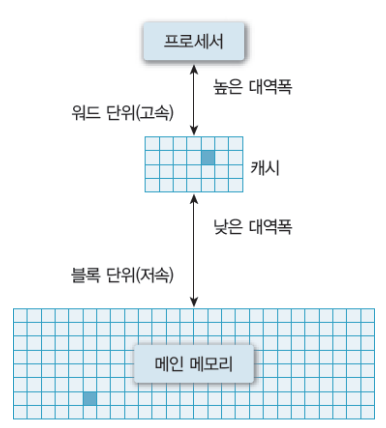 프로세서
높은 대역폭
워드 단위(고속)
캐시
낮은 대역폭
블록 단위(저속)
메인 메모리